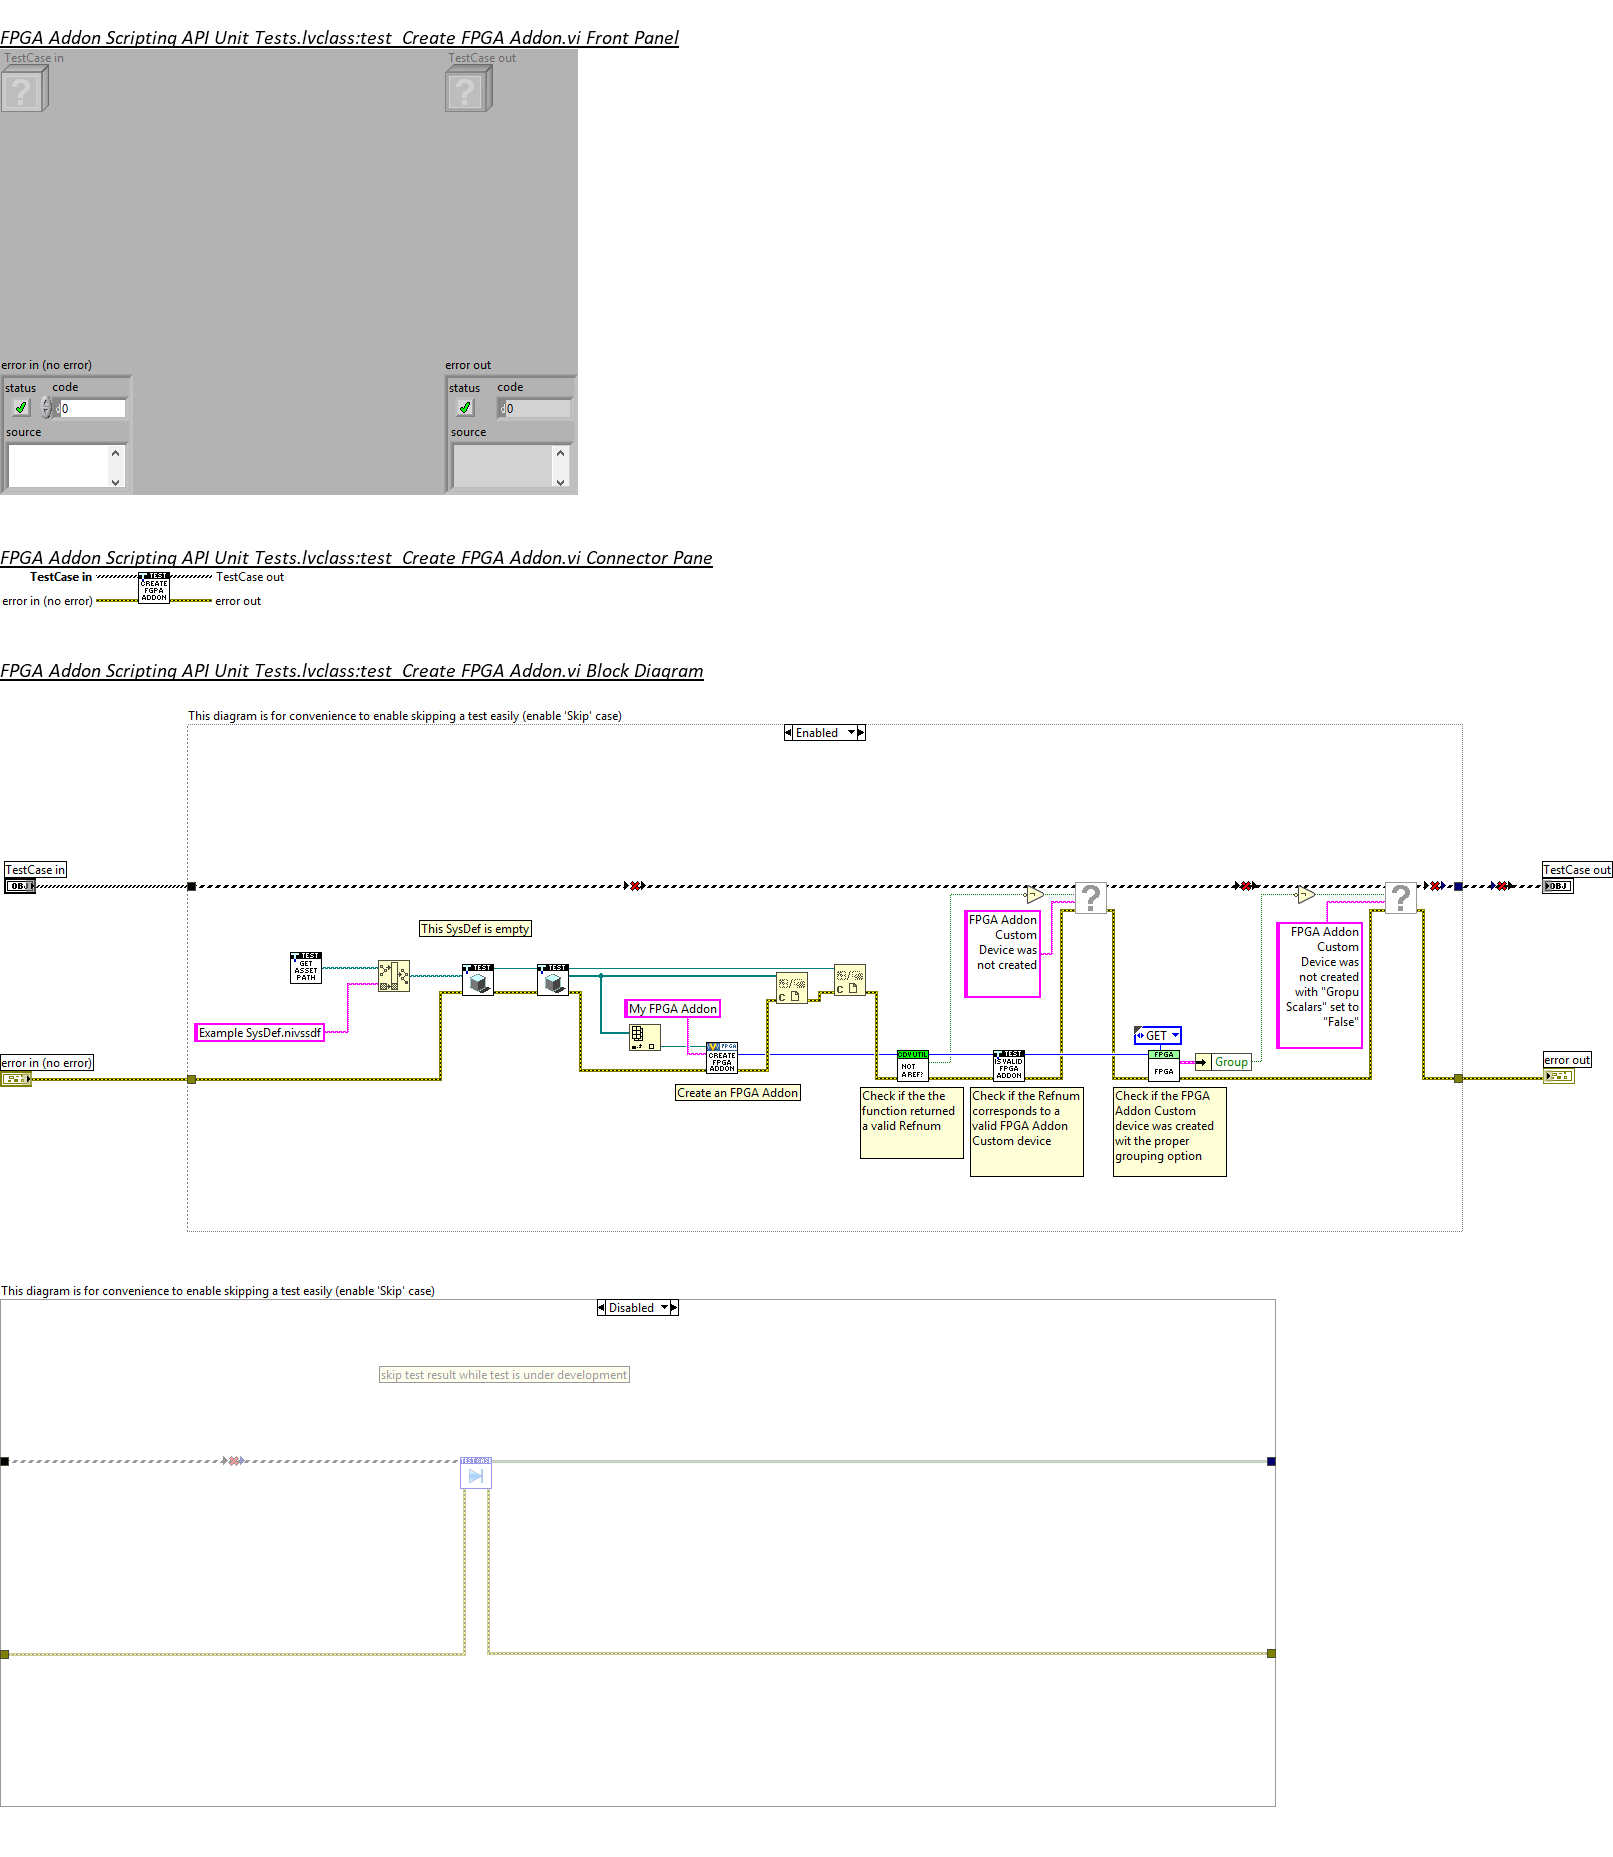 FPGA Addon Scripting API Unit Tests.lvclass:test  Create FPGA Addon.vi Front Panel
TestCase in
TestCase out
?
?
error in (no error)
error out
status
code
status
code
d
0
d
0
source
source
FPGA Addon Scripting API Unit Tests.lvclass:test  Create FPGA Addon.vi Connector Pane
TestCase in
TEST
CREATE
FGPA
ADDON
TestCase out
error in (no error)
error out
FPGA Addon Scripting API Unit Tests.lvclass:test  Create FPGA Addon.vi Block Diagram
This diagram is for convenience to enable skipping a test easily (enable 'Skip' case)
Enabled
TestCase in
OBJ
TestCase out
OBJ
This SysDef is empty
FPGA Addon
Custom
Device was
not created
?
FPGA Addon
Custom
Device was
not created
with "Gropu
Scalars" set to
"False"
?
TEST
GET
ASSET
PATH
TEST
TEST
C
C
Example SysDef.nivssdf
My FPGA Addon
GET
error in (no error)
FPGA
CREATE
FPGA
ADDON
CDV UTIL
NOT
A REF?
TEST
IS VALID
FPGA
ADDON
FPGA
FPGA
Group
error out
Create an FPGA Addon
Check if the the
function returned
a valid Refnum
Check if the Refnum
corresponds to a
valid FPGA Addon
Custom device
Check if the FPGA
Addon Custom
device was created
wit the proper
grouping option
This diagram is for convenience to enable skipping a test easily (enable 'Skip' case)
Disabled
skip test result while test is under development
TEST CASE